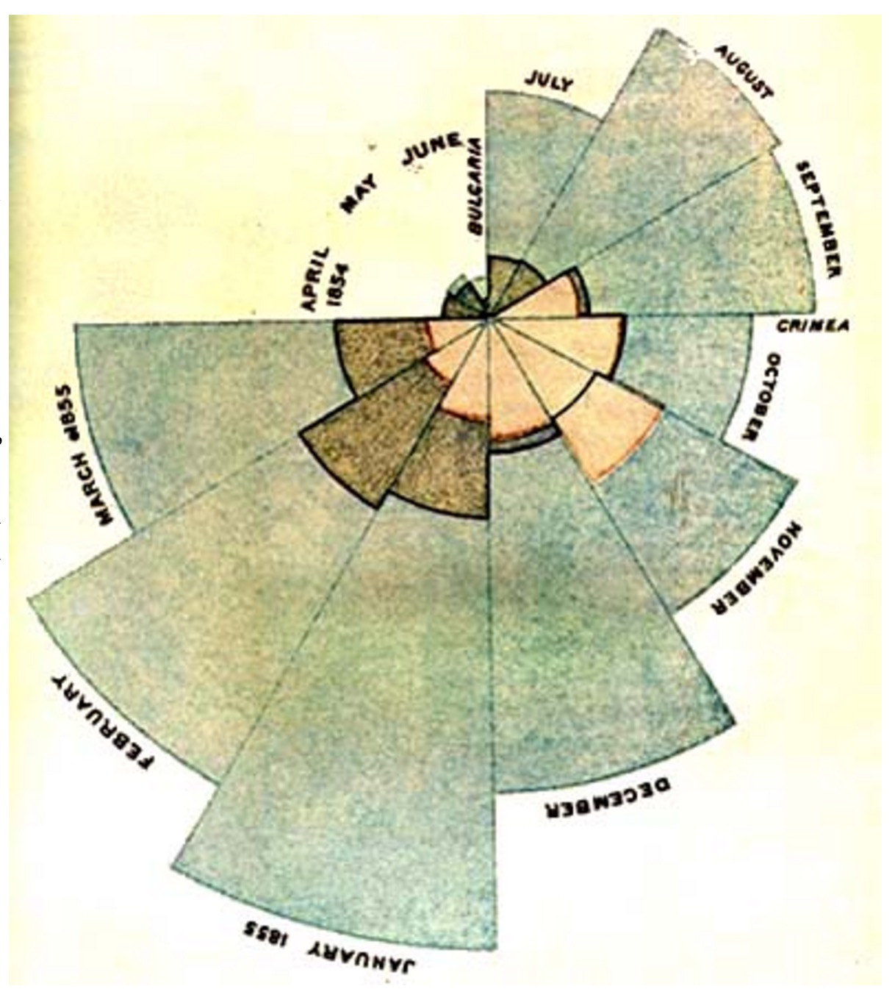 APRIL
1854
MAY
JUNE
BULGARIA
JULY
AUGUST
SEPTEMBER
CRIMEA
OCTOBER
NOVEMBER
DECEMBER
JANUARY 1855
FEBRUARY
MARCH 1855